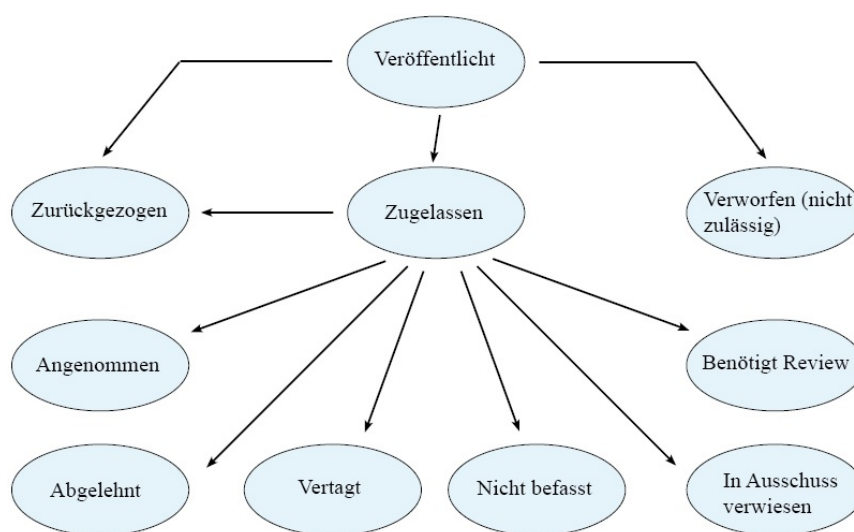 Veröffentlicht
Zurückgezogen
Zugelassen
Verworfen (nicht
zulässig)
Angenommen
Benötigt Review
Abgelehnt
Vertagt
Nicht befasst
In Ausschuss
verwiesen